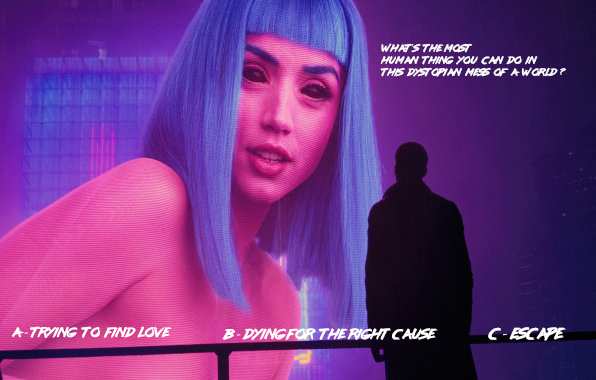 WHAT'S THE MOST
HUMAN THING YOU CAN DO IN
THIS DYSTOPIAN MESS OF A WORLD?
A - TRYING TO FIND LOVE
B - DYING FOR THE RIGHT CAUSE
C - ESCAPE